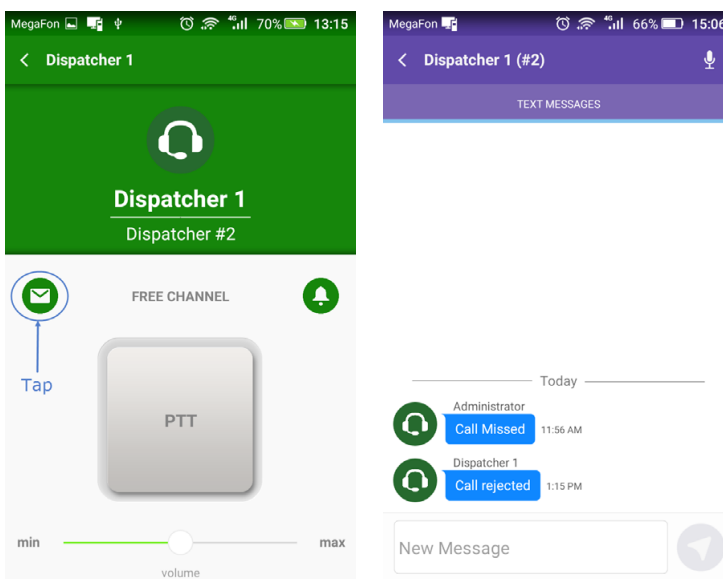 MegaFon 4G 70% 13:15
Dispatcher 1
Dispatcher 1
Dispatcher #2
FREE CHANNEL
Tap
PTT
min max
volume
MegaFon 4G 66% 15:06
Dispatcher 1 (#2)
TEXT MESSAGES
Today
Administrator
Call Missed 11:56 AM
Dispatcher 1
Call rejected 1:15 PM
New Message